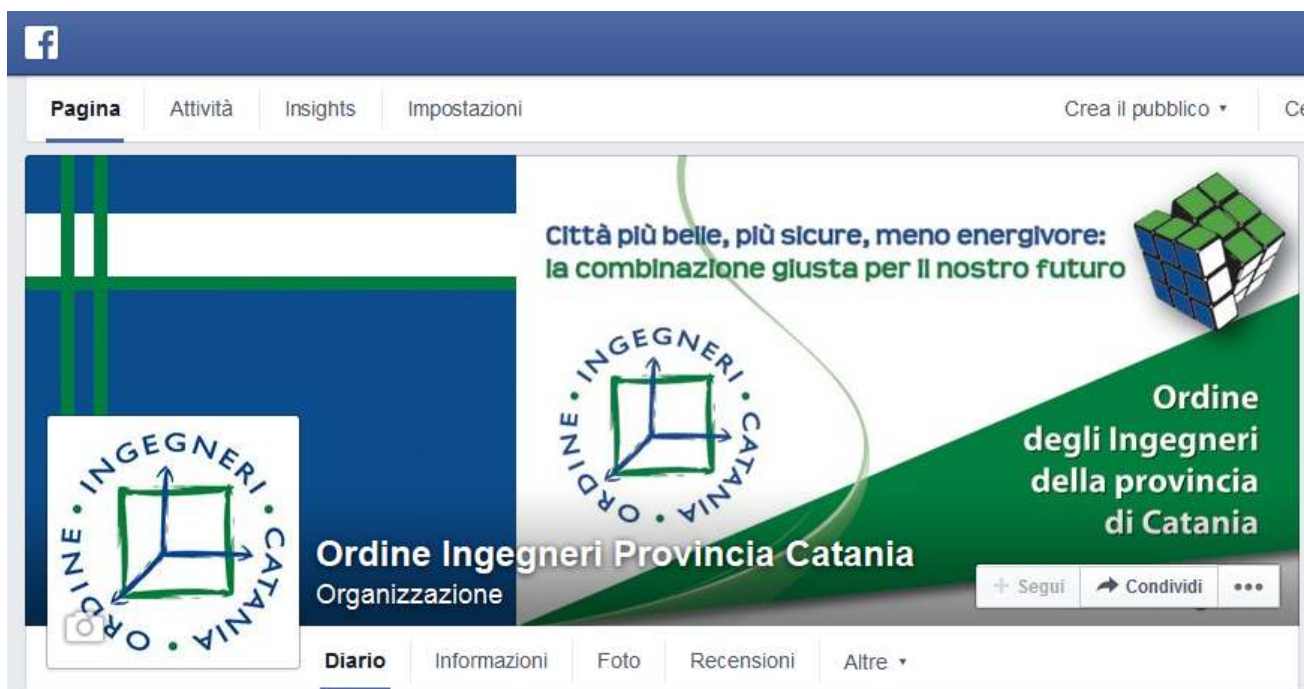 f
Pagina Attività Insights Impostazioni Crea il pubblico Ce
Città più belle, più sicure, meno energivore:
la combinazione giusta per il nostro futuro
ORDINE • INGEGNERI • CATANIA •
Ordine
degli Ingegneri
della provincia
di Catania
ORDINE • INGEGNERI • CATANIA •
Ordine Ingegneri Provincia Catania
Organizzazione
+ Segui Condividi •••
Diario Informazioni Foto Recensioni Altre